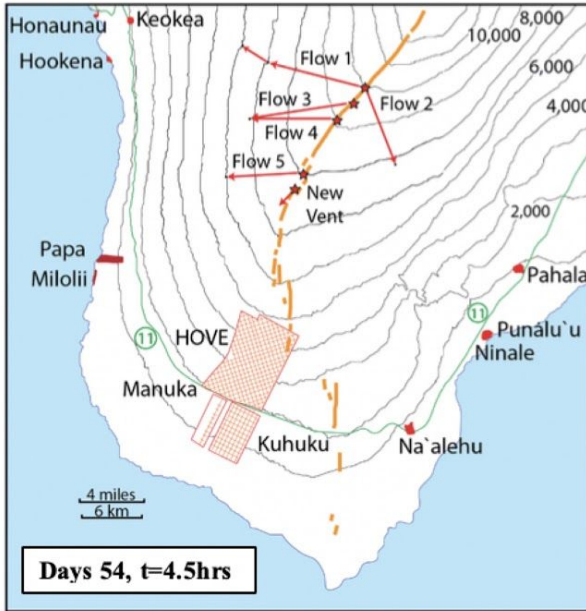 Honaunau
Keokea
Hookena
8,000
10,000
6,000
4,000
2,000
Flow 1
Flow 2
Flow 3
Flow 4
Flow 5
New
Vent
Papa
Milolii
11
HOVE
Manuka
Kuhuku
Pahala
11
Punálu`u
Ninale
Na`alehu
4 miles
6 km
Days 54, t=4.5hrs